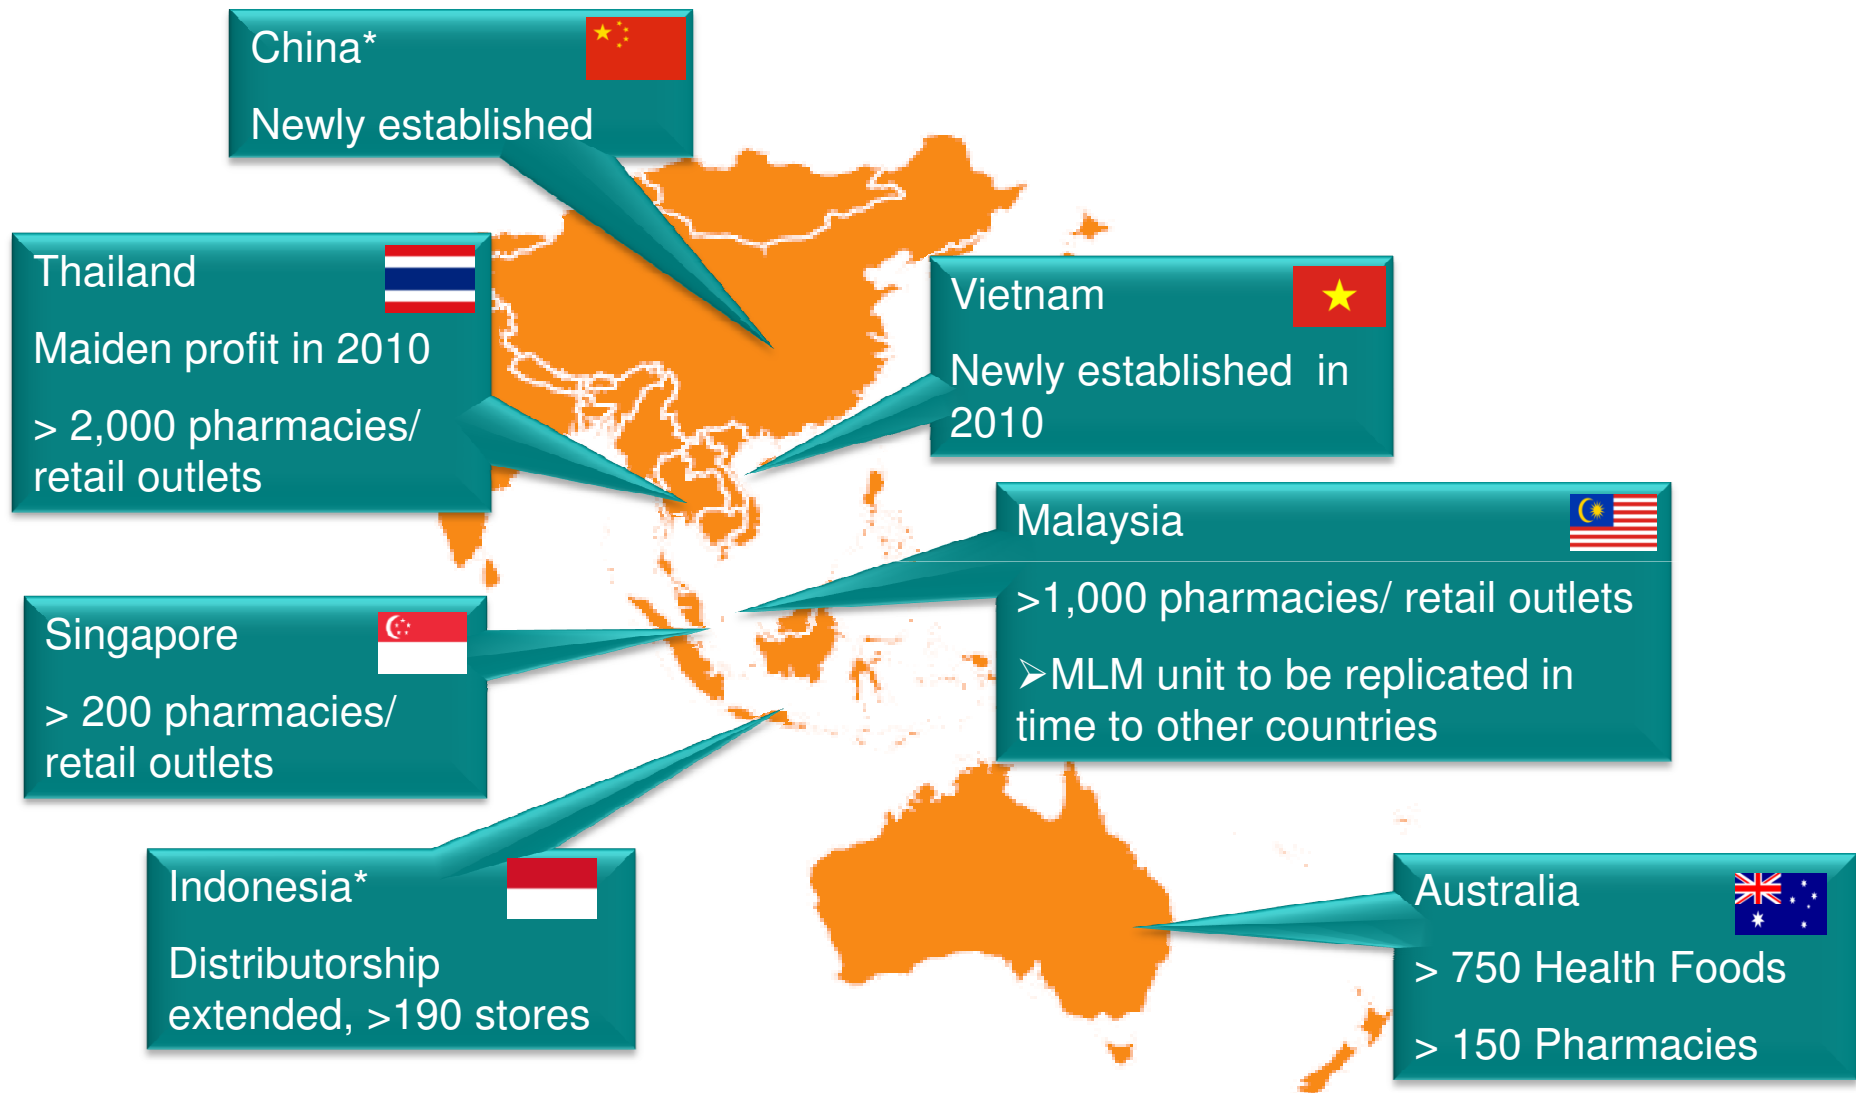 China*
Newly established
Thailand
Maiden profit in 2010
> 2,000 pharmacies/
retail outlets
Vietnam
Newly established  in
2010
Malaysia
>1,000 pharmacies/ retail outlets
➢MLM unit to be replicated in
time to other countries
Singapore
> 200 pharmacies/
retail outlets
Indonesia*
Distributorship
extended, >190 stores
Australia
> 750 Health Foods
> 150 Pharmacies